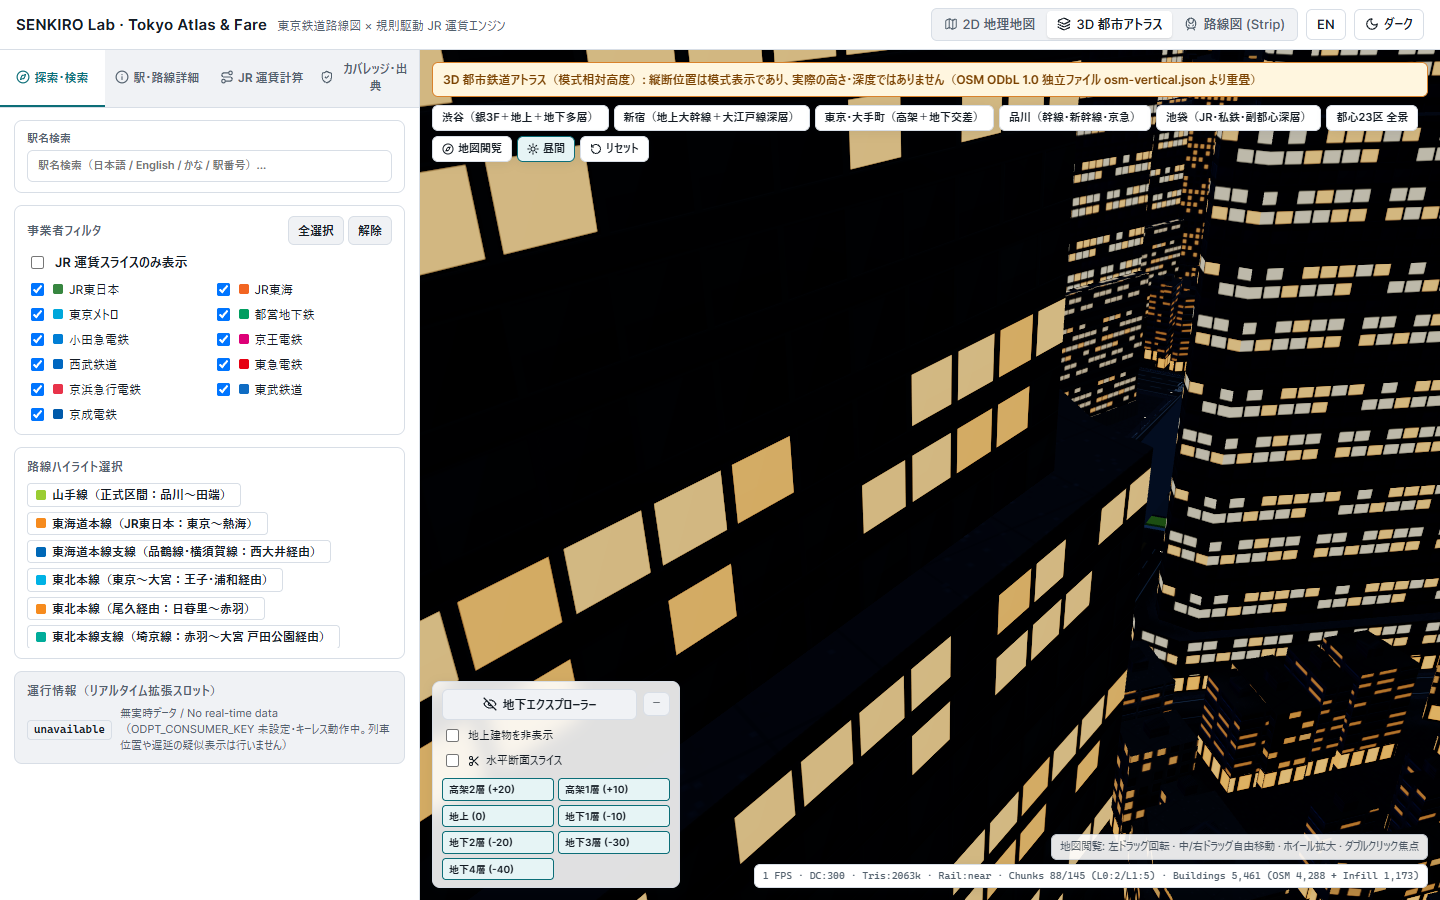 SENKIRO Lab · Tokyo Atlas & Fare
東京鉄道路線図 × 規則駆動 JR 運賃エンジン
2D 地理地図
3D 都市アトラス
路線図 (Strip)
EN
ダーク
探索・検索
駅・路線詳細
JR 運賃計算
カバレッジ・出典
駅名検索
駅名検索（日本語 / English / かな / 駅番号）...
事業者フィルタ
全選択
解除
JR 運賃スライスのみ表示
JR東日本
JR東海
東京メトロ
都営地下鉄
小田急電鉄
京王電鉄
西武鉄道
東急電鉄
京浜急行電鉄
東武鉄道
京成電鉄
路線ハイライト選択
山手線（正式区間：品川〜田端）
東海道本線（JR東日本：東京〜熱海）
東海道本線支線（品鶴線・横須賀線：西大井経由）
東北本線（東京〜大宮：王子・浦和経由）
東北本線（尾久経由：日暮里〜赤羽）
東北本線支線（埼京線：赤羽〜大宮 戸田公園経由）
運行情報（リアルタイム拡張スロット）
unavailable
無実時データ / No real-time data
（ODPT_CONSUMER_KEY 未設定・キーレス動作中。列車
位置や遅延の疑似表示は行いません）
3D 都市鉄道アトラス（模式相対高度）: 縦断位置は模式表示であり、実際の高さ・深度ではありません（OSM ODbL 1.0 独立ファイル osm-vertical.json より重畳）
渋谷（銀3F＋地上＋地下多層）
新宿（地上大幹線＋大江戸線深層）
東京・大手町（高架＋地下交差）
品川（幹線・新幹線・京急）
池袋（JR・私鉄・副都心深層）
都心23区 全景
地図閲覧
昼間
リセット
地下エクスプローラー
−
地上建物を非表示
水平断面スライス
高架2層 (+20)
高架1層 (+10)
地上 (0)
地下1層 (-10)
地下2層 (-20)
地下3層 (-30)
地下4層 (-40)
地図閲覧: 左ドラッグ回転 · 中/右ドラッグ自由移動 · ホイール拡大 · ダブルクリック焦点
1 FPS · DC:300 · Tris:2063k · Rail:near · Chunks 88/145 (L0:2/L1:5) · Buildings 5,461 (OSM 4,288 + Infill 1,173)